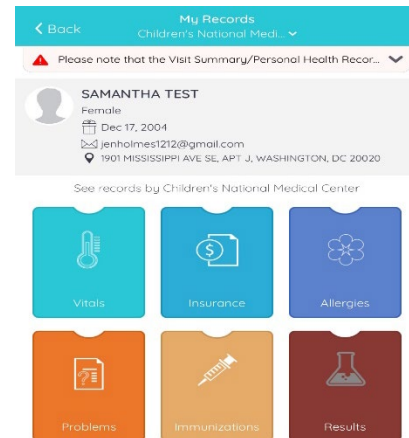 My Records
Back
Children's National Medi...
Please note that the Visit Summary/Personal Health Recor...
SAMANTHA TEST
Female
Dec 17, 2004
jenholmes1212@gmail.com
1901 MISSISSIPPI AVE SE, APT J, WASHINGTON, DC 20020
See records by Children's National Medical Center
Vitals
Insurance
Allergies
Problems
Immunizations
Results